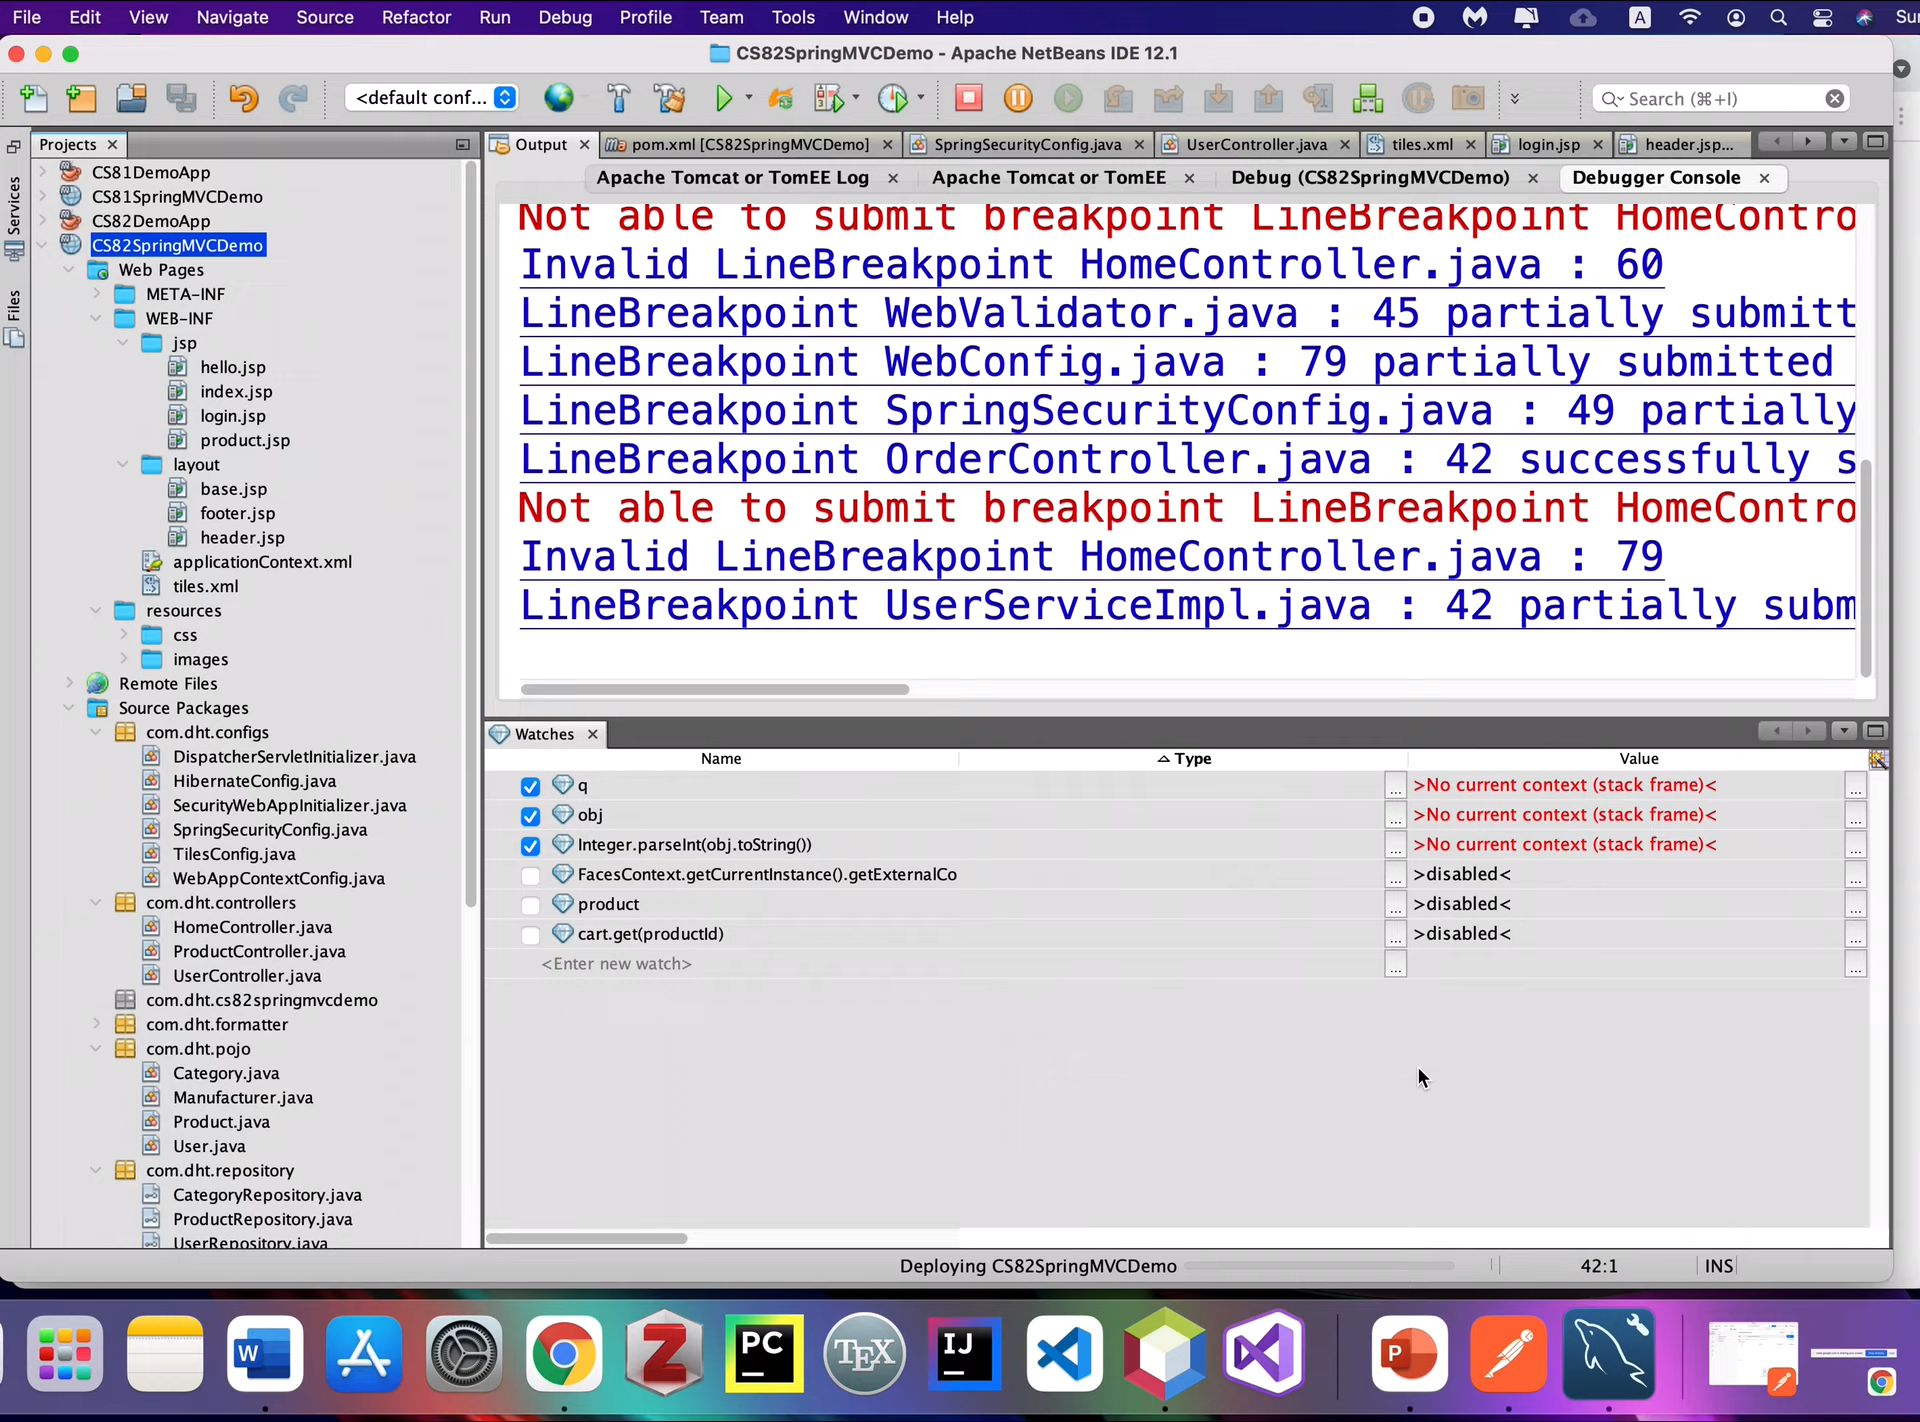 File Edit View Navigate Source Refactor Run Debug Profile Team Tools Window Help
A
CS82SpringMVCDemo - Apache NetBeans IDE 12.1
<default conf...
Search (⌘+I)
Projects
Services
Files
CS81DemoApp
CS81SpringMVCDemo
CS82DemoApp
CS82SpringMVCDemo
Web Pages
META-INF
WEB-INF
jsp
hello.jsp
index.jsp
login.jsp
product.jsp
layout
base.jsp
footer.jsp
header.jsp
applicationContext.xml
tiles.xml
resources
css
images
Remote Files
Source Packages
com.dht.configs
DispatcherServletInitializer.java
HibernateConfig.java
SecurityWebAppInitializer.java
SpringSecurityConfig.java
TilesConfig.java
WebAppContextConfig.java
com.dht.controllers
HomeController.java
ProductController.java
UserController.java
com.dht.cs82springmvcdemo
com.dht.formatter
com.dht.pojo
Category.java
Manufacturer.java
Product.java
User.java
com.dht.repository
CategoryRepository.java
ProductRepository.java
UserRepository.java
Output pom.xml [CS82SpringMVCDemo] SpringSecurityConfig.java UserController.java tiles.xml login.jsp header.jsp...
Apache Tomcat or TomEE Log Apache Tomcat or TomEE Debug (CS82SpringMVCDemo) Debugger Console
Not able to submit breakpoint LineBreakpoint HomeContro
Invalid LineBreakpoint HomeController.java : 60
LineBreakpoint WebValidator.java : 45 partially submitt
LineBreakpoint WebConfig.java : 79 partially submitted
LineBreakpoint SpringSecurityConfig.java : 49 partially
LineBreakpoint OrderController.java : 42 successfully s
Not able to submit breakpoint LineBreakpoint HomeContro
Invalid LineBreakpoint HomeController.java : 79
LineBreakpoint UserServiceImpl.java : 42 partially subm
Watches
Name Type Value
q ... >No current context (stack frame)< ...
obj ... >No current context (stack frame)< ...
Integer.parseInt(obj.toString()) ... >No current context (stack frame)< ...
FacesContext.getCurrentInstance().getExternalCo ... >disabled< ...
product ... >disabled< ...
cart.get(productId) ... >disabled< ...
<Enter new watch> ... ...
Deploying CS82SpringMVCDemo 42:1 INS
W
Z
PC
TEX
IJ
P